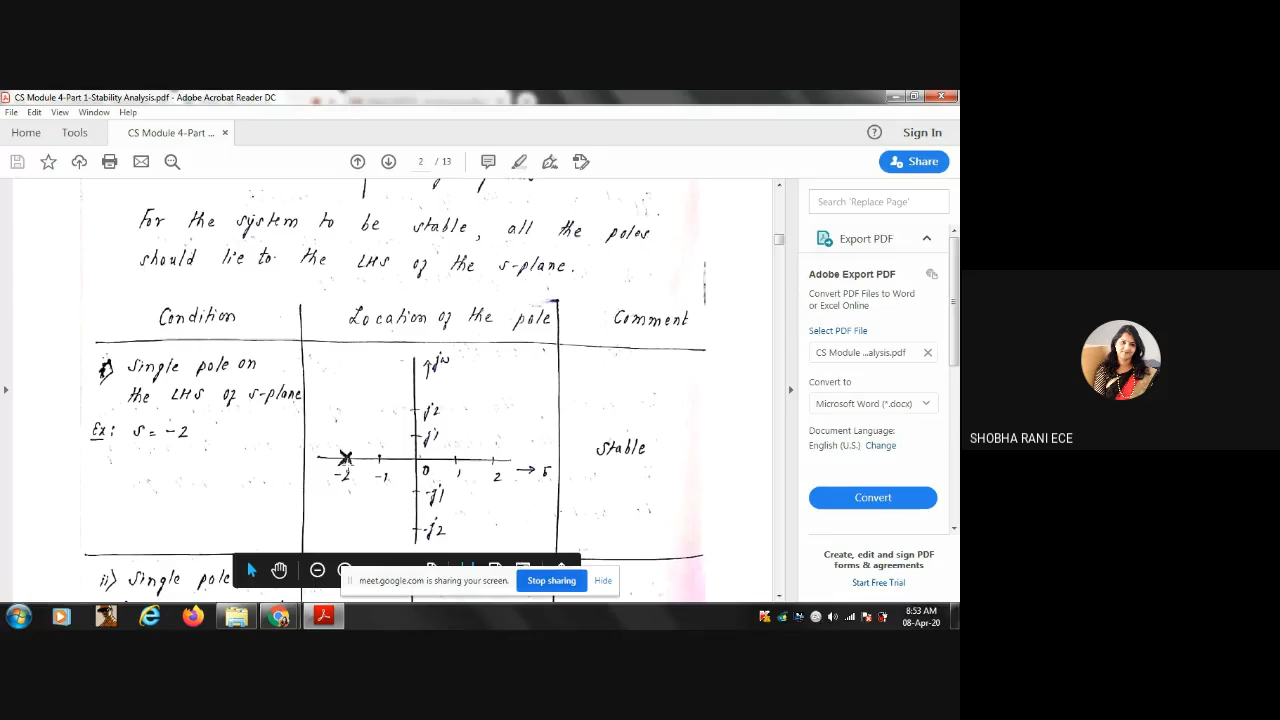 CS Module 4-Part 1-Stability Analysis.pdf - Adobe Acrobat Reader DC
File Edit View Window Help
Home Tools CS Module 4-Part ... × Sign In
2 / 13 Share
For the system to be stable, all the poles
should lie to the LHS of the s-plane.
Condition Location of the pole Comment
i) Single pole on
the LHS of s-plane
Ex: s = -2
jω
j2
j1
-2 -1 0 1 2 → σ
-j1
-j2
Stable
ii) Single pole
meet.google.com is sharing your screen. Stop sharing Hide
Search 'Replace Page'
Export PDF
Adobe Export PDF
Convert PDF Files to Word
or Excel Online
Select PDF File
CS Module ...alysis.pdf ×
Convert to
Microsoft Word (*.docx)
Document Language:
English (U.S.) Change
Convert
Create, edit and sign PDF
forms & agreements
Start Free Trial
8:53 AM
08-Apr-20
SHOBHA RANI ECE